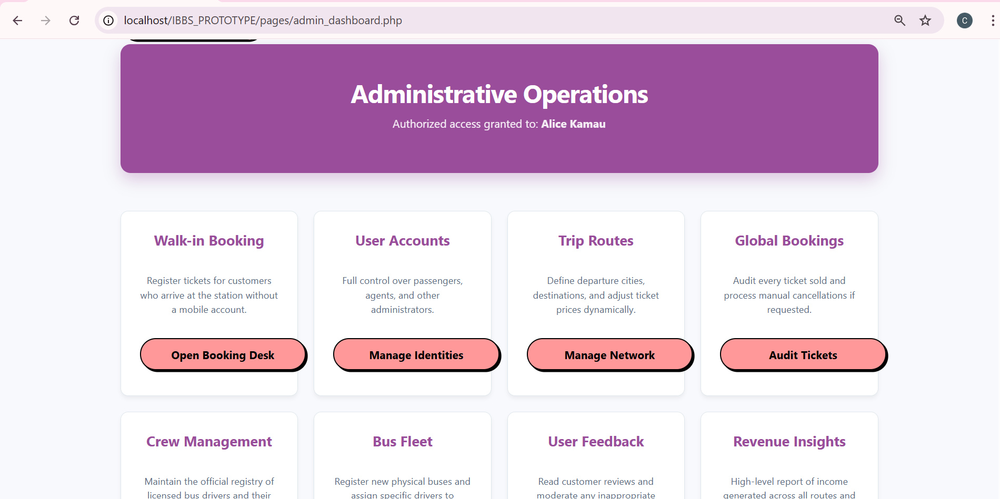 localhost/IBBS_PROTOTYPE/pages/admin_dashboard.php
C
Administrative Operations
Authorized access granted to: Alice Kamau
Walk-in Booking
Register tickets for customers
who arrive at the station without
a mobile account.
Open Booking Desk
User Accounts
Full control over passengers,
agents, and other
administrators.
Manage Identities
Trip Routes
Define departure cities,
destinations, and adjust ticket
prices dynamically.
Manage Network
Global Bookings
Audit every ticket sold and
process manual cancellations if
requested.
Audit Tickets
Crew Management
Maintain the official registry of
licensed bus drivers and their
Bus Fleet
Register new physical buses and
assign specific drivers to
User Feedback
Read customer reviews and
moderate any inappropriate
Revenue Insights
High-level report of income
generated across all routes and